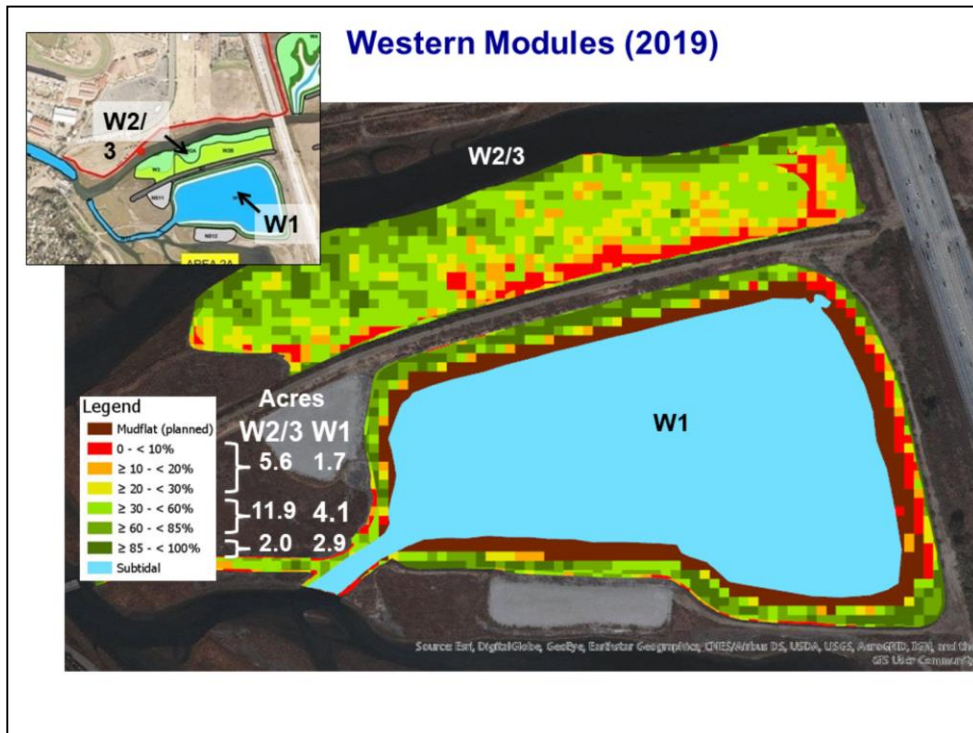 Western Modules (2019)
W2/
3
W1
W3B
NS11
NS12
AREA 2A
W2/3
W1
Legend
Mudflat (planned)
0 - < 10%
≥ 10 - < 20%
≥ 20 - < 30%
≥ 30 - < 60%
≥ 60 - < 85%
≥ 85 - < 100%
Subtidal
Acres
W2/3 W1
5.6 1.7
11.9 4.1
2.0 2.9
Source: Esri, DigitalGlobe, GeoEye, Earthstar Geographics, CNES/Airbus DS, USDA, USGS, AeroGRID, IGN, and the
GIS User Community